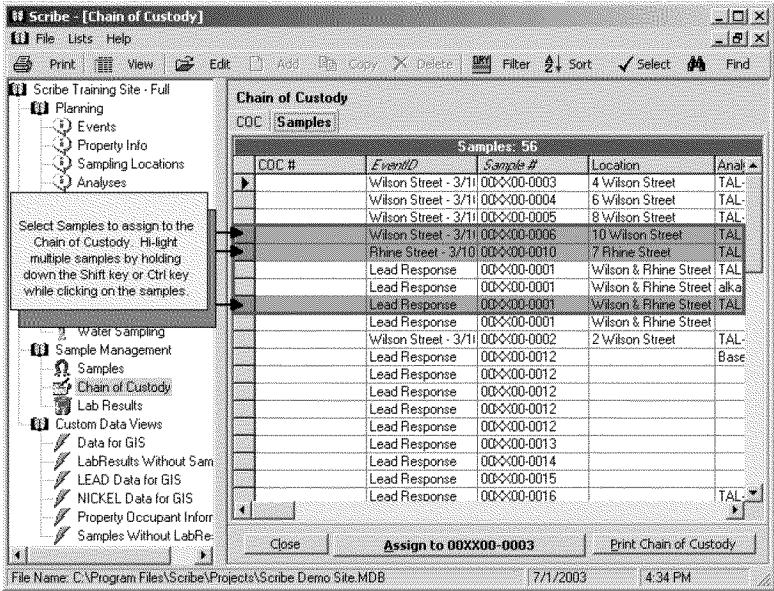 Scribe - [Chain of Custody]
File Lists Help
Print View Edit Add Copy Delete Filter Sort Select Find
Scribe Training Site - Full
Planning
Events
Property Info
Sampling Locations
Analyses
Select Samples to assign to the
Chain of Custody. Hi-light
multiple samples by holding
down the Shift key or Ctrl key
while clicking on the samples.
Water Sampling
Sample Management
Samples
Chain of Custody
Lab Results
Custom Data Views
Data for GIS
LabResults Without Sam
LEAD Data for GIS
NICKEL Data for GIS
Property Occupant Inforr
Samples Without LabRe
Chain of Custody
COC Samples
Samples: 56
COC # EventID Sample # Location Anal
Wilson Street - 3/1 00XX00-0003 4 Wilson Street TAL-
Wilson Street - 3/1 00XX00-0004 6 Wilson Street TAL-
Wilson Street - 3/1 00XX00-0005 8 Wilson Street TAL-
Wilson Street - 3/1 00XX00-0006 10 Wilson Street TAL
Rhine Street - 3/10 00XX00-0010 7 Rhine Street TAL
Lead Response 00XX00-0001 Wilson & Rhine Street TAL
Lead Response 00XX00-0001 Wilson & Rhine Street alka
Lead Response 00XX00-0001 Wilson & Rhine Street TAL
Lead Response 00XX00-0001 Wilson & Rhine Street
Wilson Street - 3/1 00XX00-0002 2 Wilson Street TAL-
Lead Response 00XX00-0012 Base
Lead Response 00XX00-0012
Lead Response 00XX00-0012
Lead Response 00XX00-0012
Lead Response 00XX00-0012
Lead Response 00XX00-0013
Lead Response 00XX00-0014
Lead Response 00XX00-0015
Lead Response 00XX00-0016 TAL-
Close Assign to 00XX00-0003 Print Chain of Custody
File Name: C:\Program Files\Scribe\Projects\Scribe Demo Site.MDB 7/1/2003 4:34 PM